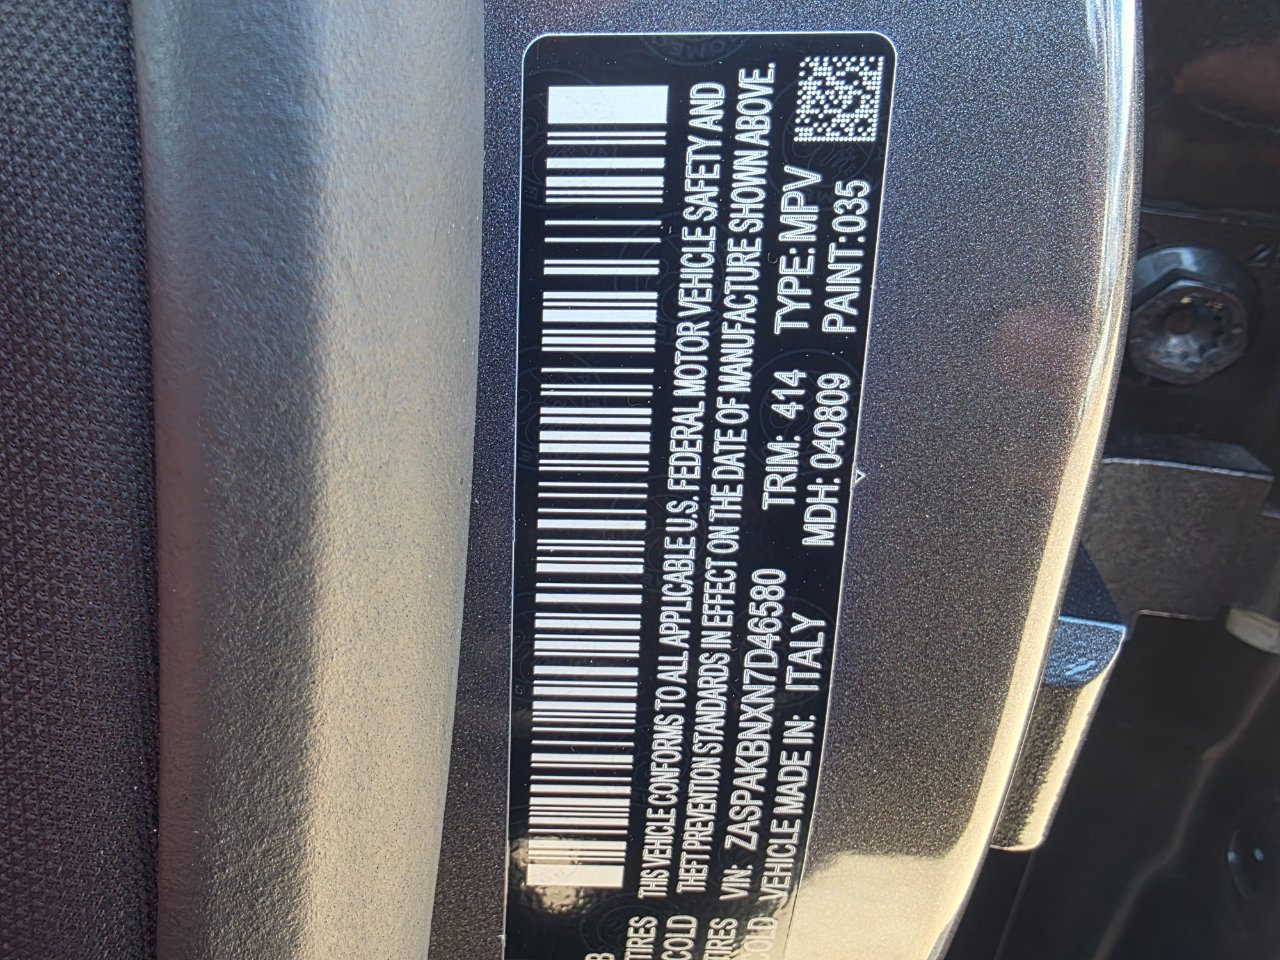 THIS VEHICLE CONFORMS TO ALL APPLICABLE U.S. FEDERAL MOTOR VEHICLE SAFETY AND
THEFT PREVENTION STANDARDS IN EFFECT ON THE DATE OF MANUFACTURE SHOWN ABOVE.
VIN: ZASPAKBNXN7D46580 TRIM: 414 TYPE: MPV
VEHICLE MADE IN: ITALY MDH: 040809 PAINT: 035
B
TIRES
COLD
TIRES
COLD